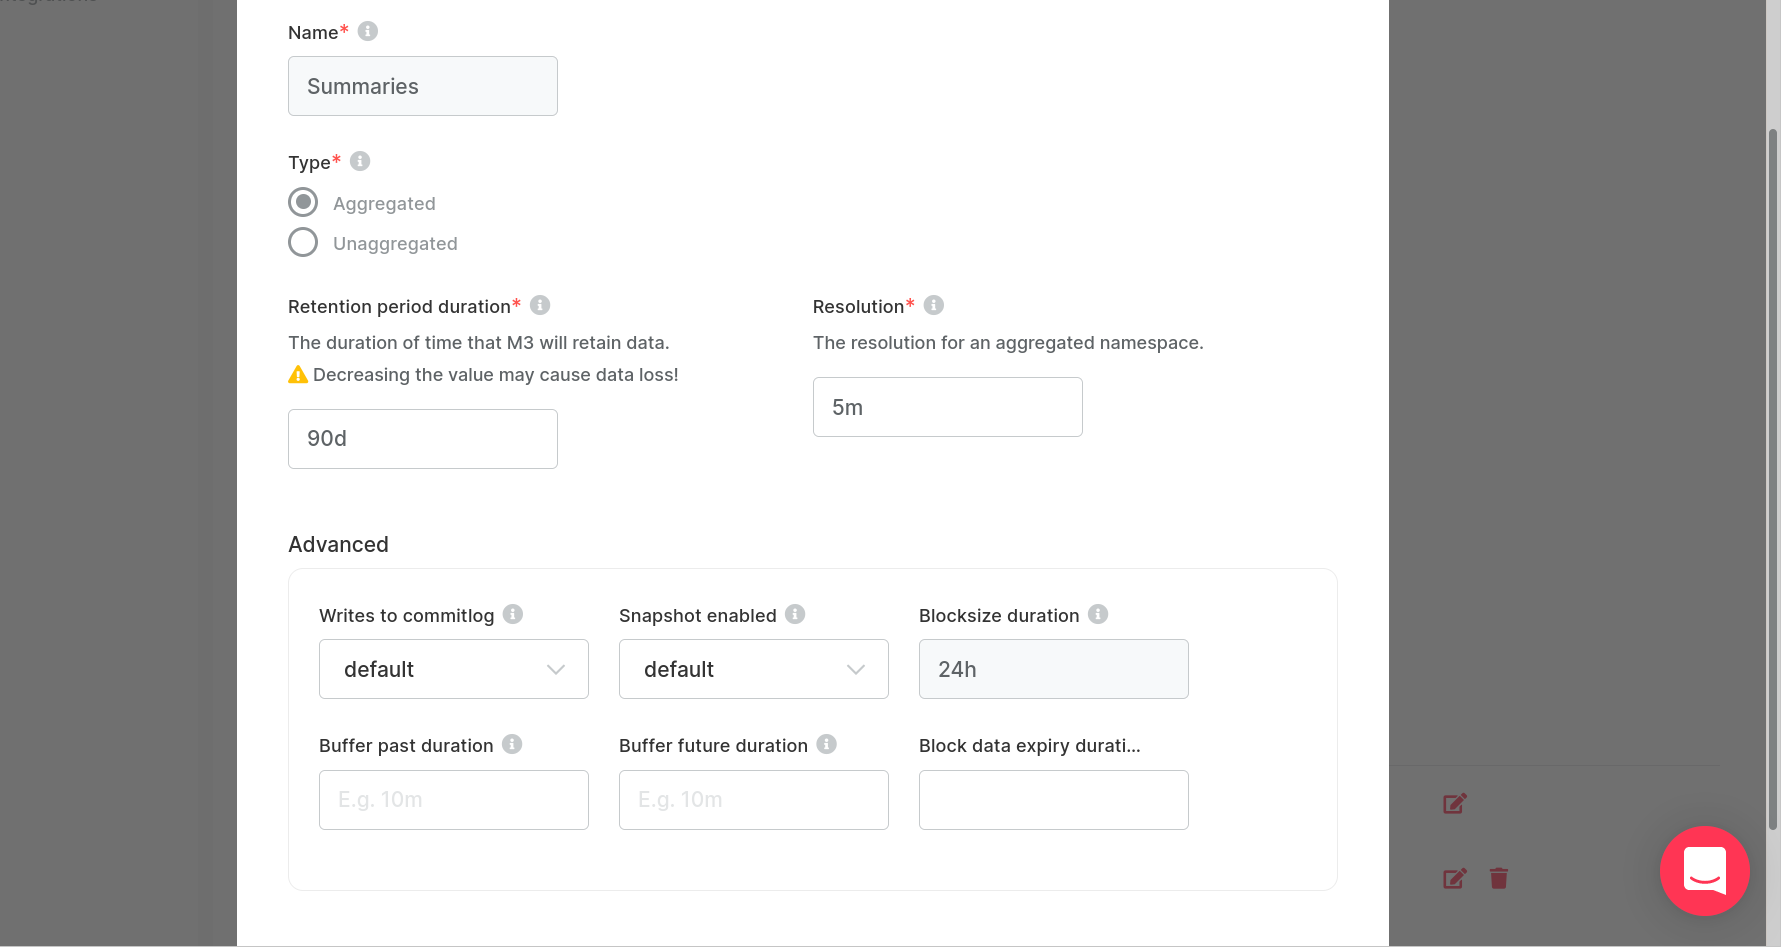 Name*
Summaries
Type*
Aggregated
Unaggregated
Retention period duration*
The duration of time that M3 will retain data.
Decreasing the value may cause data loss!
90d
Resolution*
The resolution for an aggregated namespace.
5m
Advanced
Writes to commitlog
default
Snapshot enabled
default
Blocksize duration
24h
Buffer past duration
E.g. 10m
Buffer future duration
E.g. 10m
Block data expiry durati...